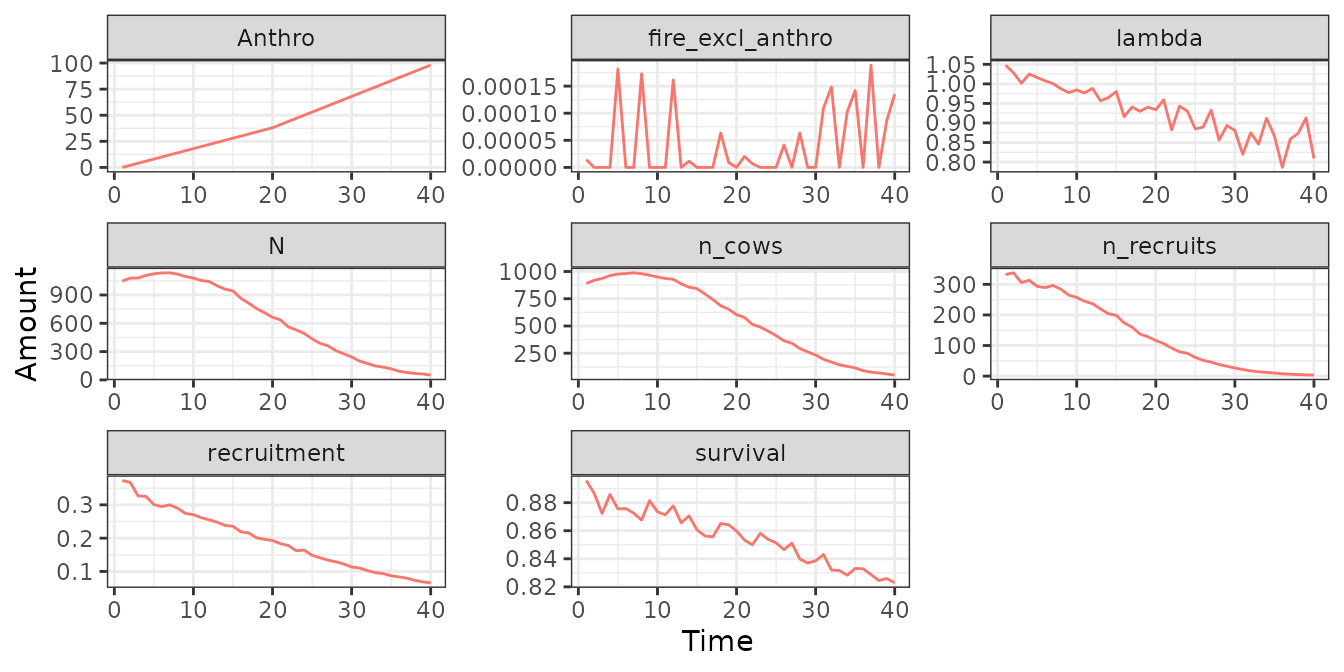 Anthro
fire_excl_anthro
lambda
100
75
50
25
0
0.00015
0.00010
0.00005
0.00000
1.05
1.00
0.95
0.90
0.85
0.80
0 10 20 30 40
0 10 20 30 40
0 10 20 30 40
N
n_cows
n_recruits
900
600
300
0
1000
750
500
250
300
200
100
0
0 10 20 30 40
0 10 20 30 40
0 10 20 30 40
Amount
recruitment
survival
0.3
0.2
0.1
0.88
0.86
0.84
0.82
0 10 20 30 40
0 10 20 30 40
Time